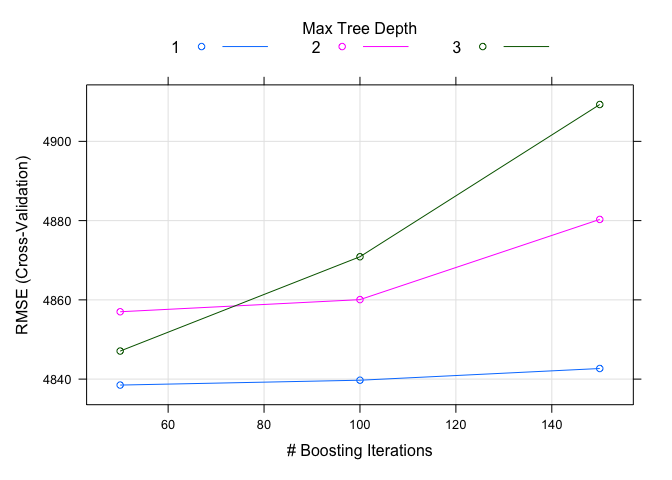 Max Tree Depth
1 2 3
4900
4880
4860
4840
RMSE (Cross-Validation)
60 80 100 120 140
# Boosting Iterations